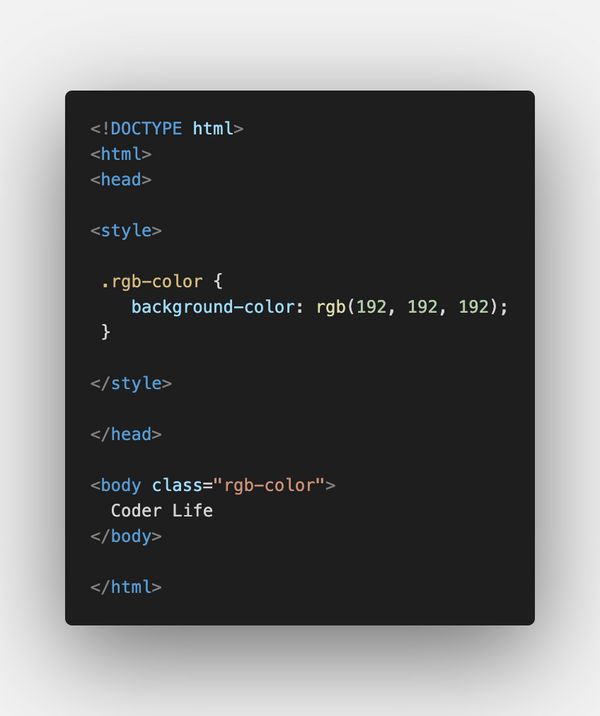 <!DOCTYPE html>
<html>
<head>
<style>
.rgb-color {
background-color: rgb(192, 192, 192);
}
</style>
</head>
<body class="rgb-color">
Coder Life
</body>
</html>